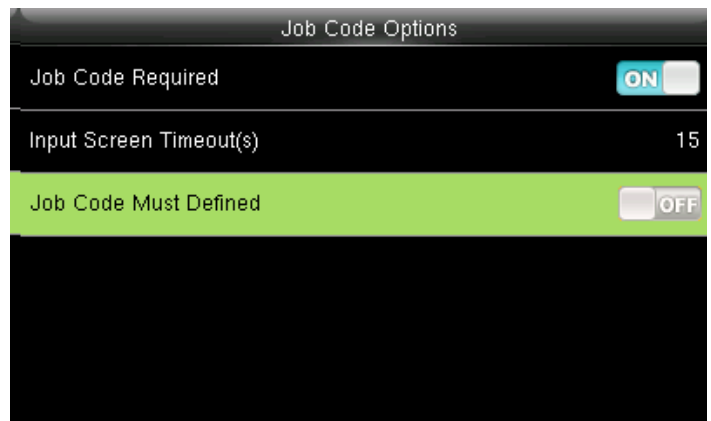 Job Code Options
Job Code Required ON
Input Screen Timeout(s) 15
Job Code Must Defined OFF